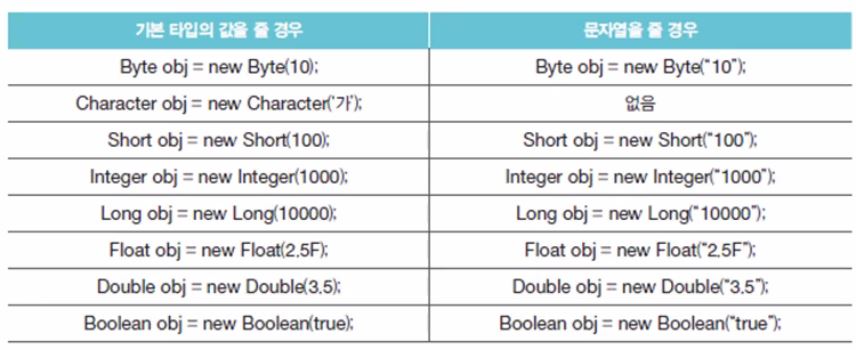 기본 타입의 값을 줄 경우 문자열을 줄 경우
Byte obj = new Byte(10); Byte obj = new Byte(“10”);
Character obj = new Character(‘가’); 없음
Short obj = new Short(100); Short obj = new Short(“100”);
Integer obj = new Integer(1000); Integer obj = new Integer(“1000”);
Long obj = new Long(10000); Long obj = new Long(“10000”);
Float obj = new Float(2.5F); Float obj = new Float(“2.5F”);
Double obj = new Double(3.5); Double obj = new Double(“3.5”);
Boolean obj = new Boolean(true); Boolean obj = new Boolean(“true”);